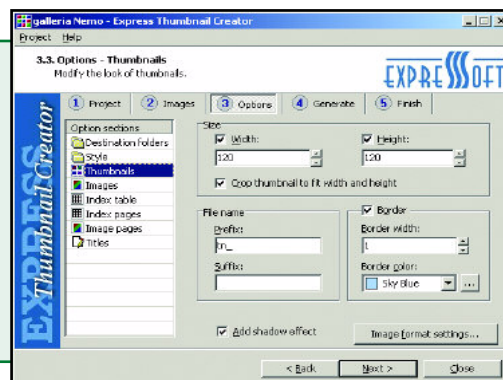 galleria Nemo - Express Thumbnail Creator
Project Help
3.3. Options - Thumbnails
Modify the look of thumbnails.
EXPRESSSOFT
1 Project 2 Images 3 Options 4 Generate 5 Finish
EXPRESS
Thumbnail Creator
Option sections
Destination folders
Style
Thumbnails
Images
Index table
Index pages
Image pages
Titles
Size
Width:
Height:
120
120
Crop thumbnail to fit width and height
File name
Prefix:
tn_
Suffix:
Border
Border width:
1
Border color:
Sky Blue
...
Add shadow effect
Image format settings...
< Back
Next >
Close